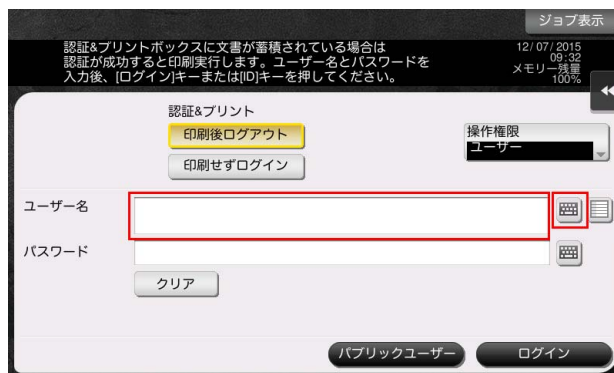 ジョブ表示
認証&プリントボックスに文書が蓄積されている場合は
認証が成功すると印刷実行します。ユーザー名とパスワードを
入力後、[ログイン]キーまたは[ID]キーを押してください。
12/07/2015
09:32
メモリー残量
100%
認証&プリント
印刷後ログアウト
印刷せずログイン
操作権限
ユーザー
ユーザー名
パスワード
クリア
パブリックユーザー
ログイン